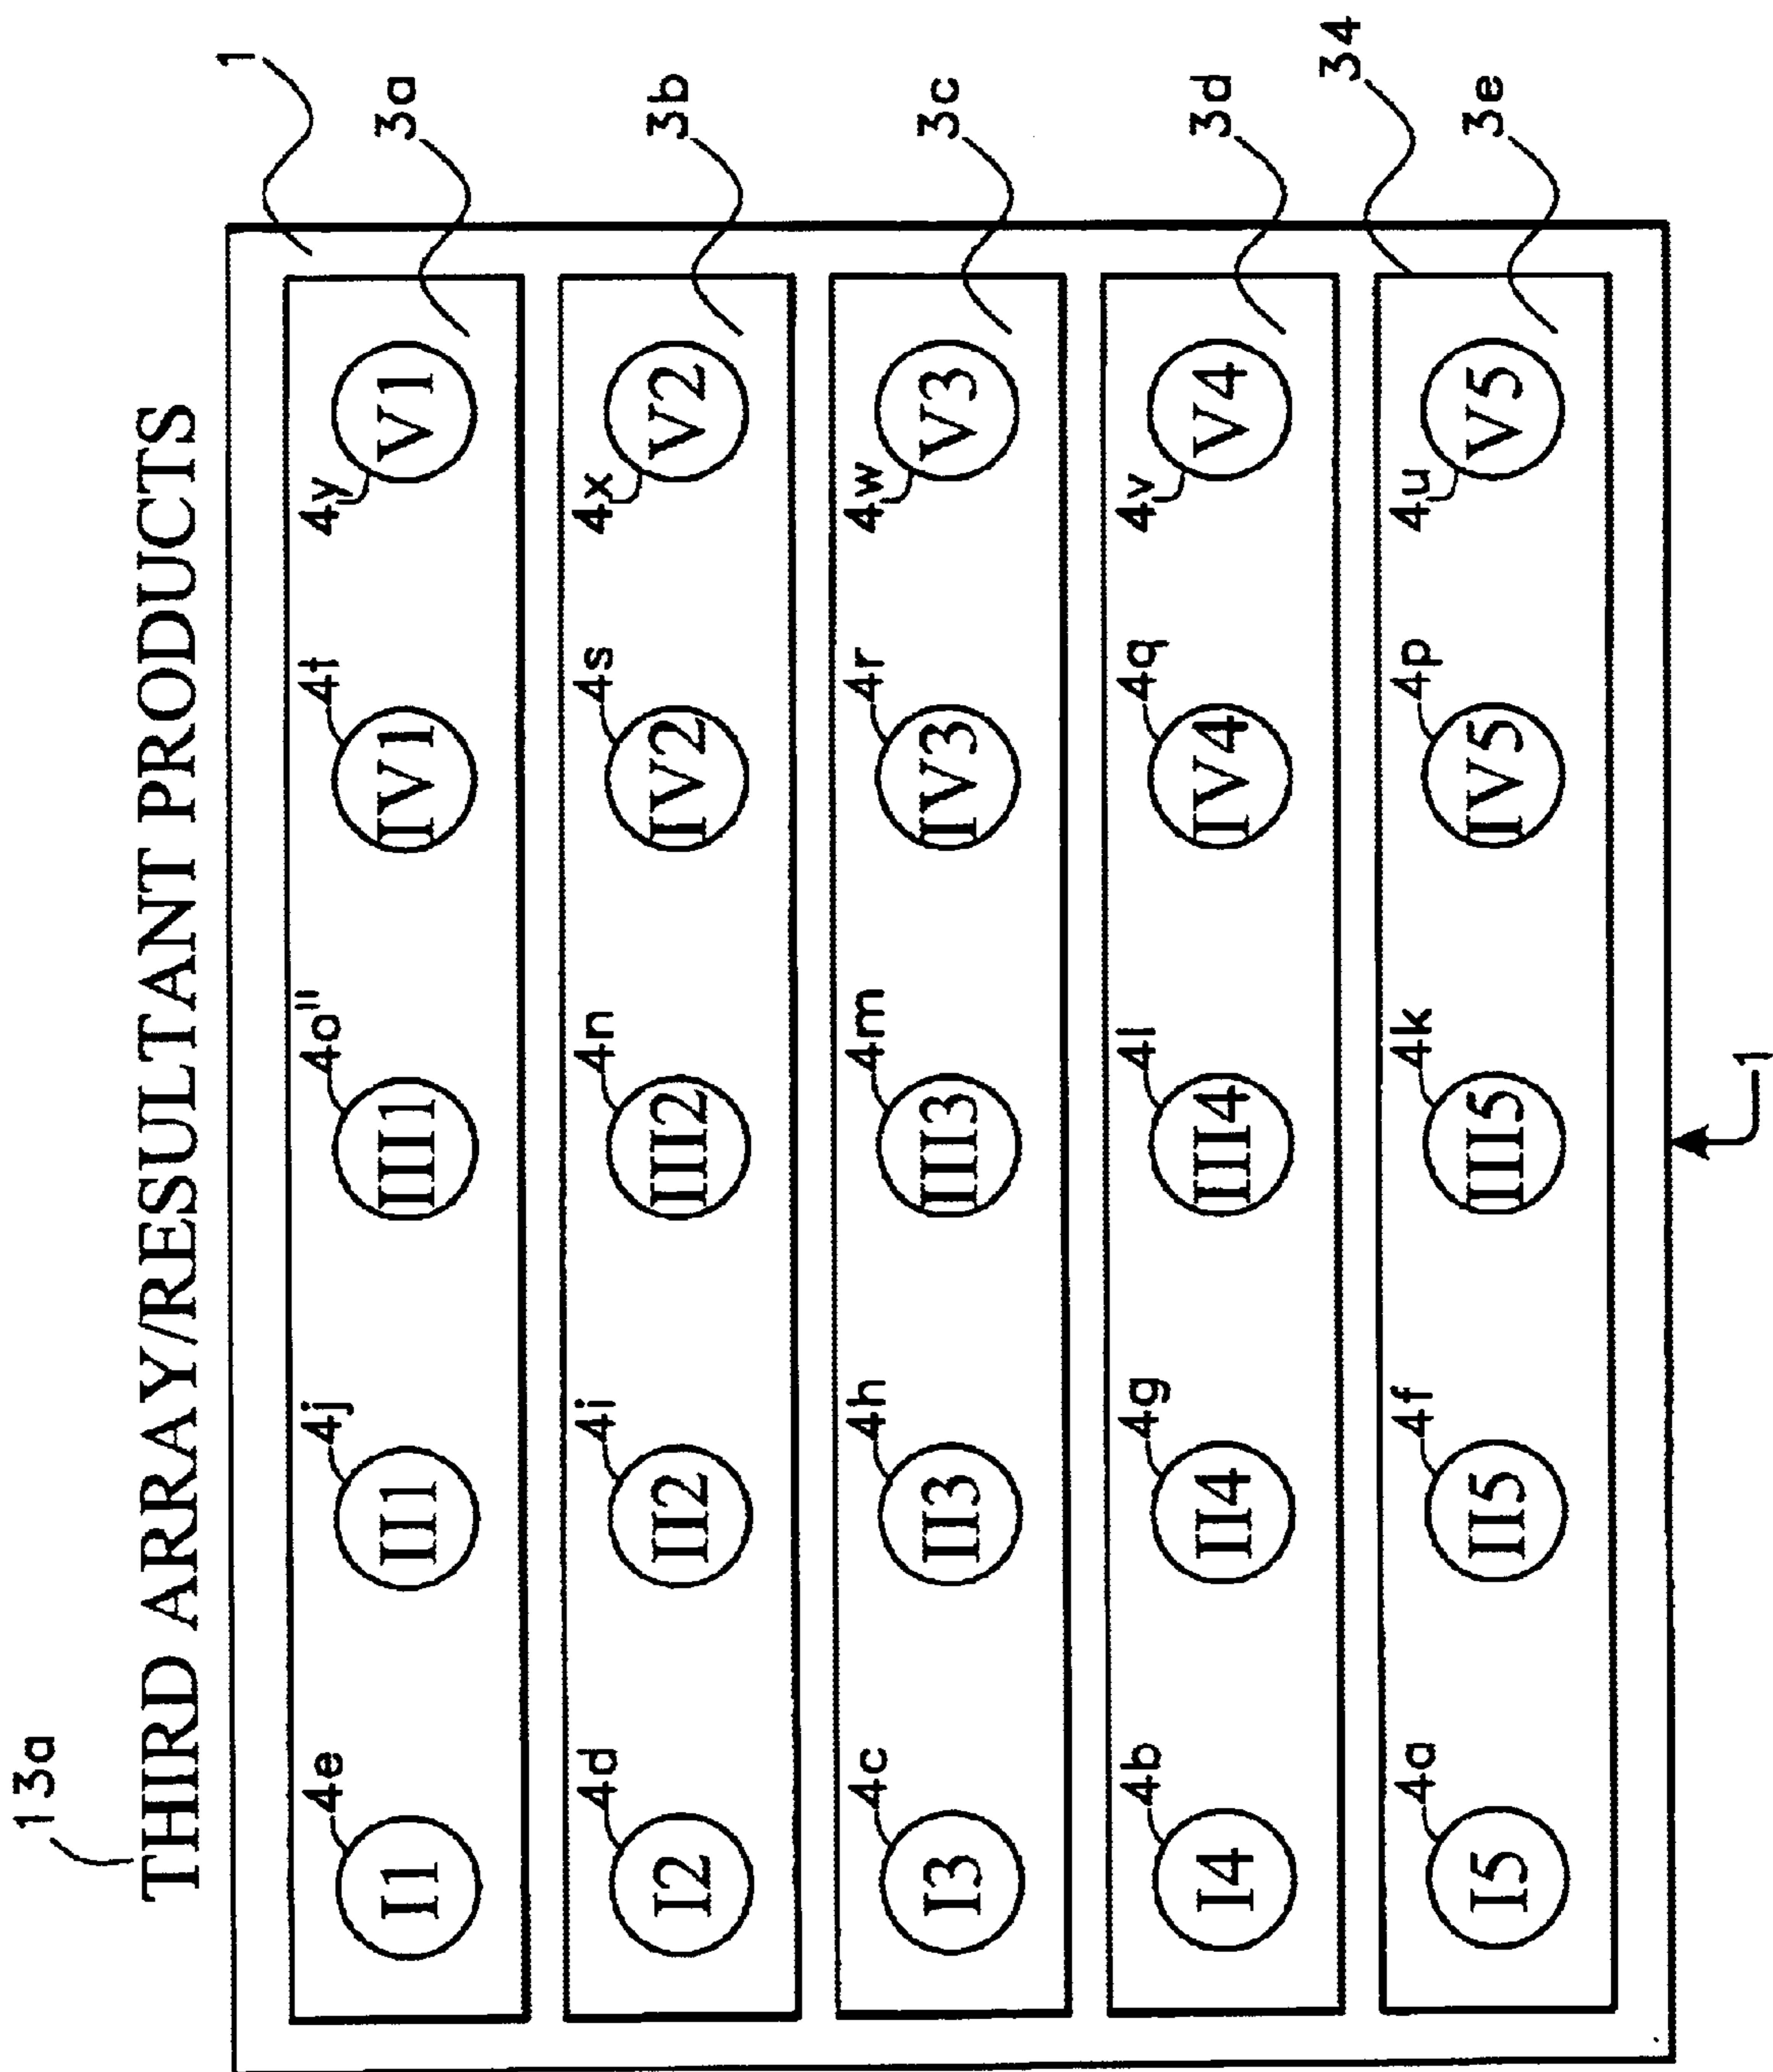 13a
THIRD ARRAY/RESULTANT PRODUCTS
1
4e 4j 4o" 4t 4y
I1 II1 III1 IV1 V1 3a
4d 4i 4n 4s 4x
I2 II2 III2 IV2 V2 3b
4c 4h 4m 4r 4w
I3 II3 III3 IV3 V3 3c
4b 4g 4l 4q 4v
I4 II4 III4 IV4 V4 3d
34
4a 4f 4k 4p 4u
I5 II5 III5 IV5 V5 3e
1